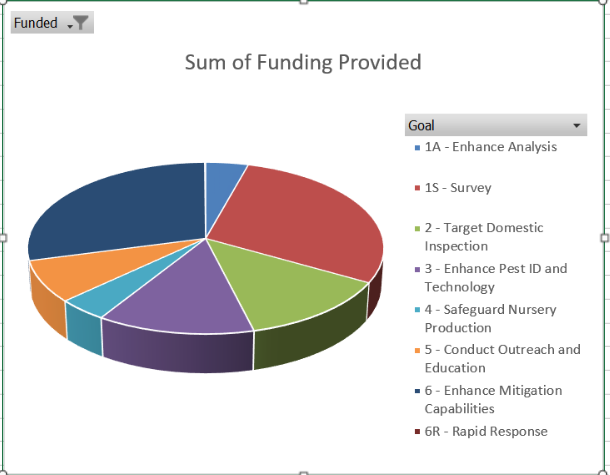 Funded
Sum of Funding Provided
Goal
1A - Enhance Analysis
1S - Survey
2 - Target Domestic
Inspection
3 - Enhance Pest ID and
Technology
4 - Safeguard Nursery
Production
5 - Conduct Outreach and
Education
6 - Enhance Mitigation
Capabilities
6R - Rapid Response